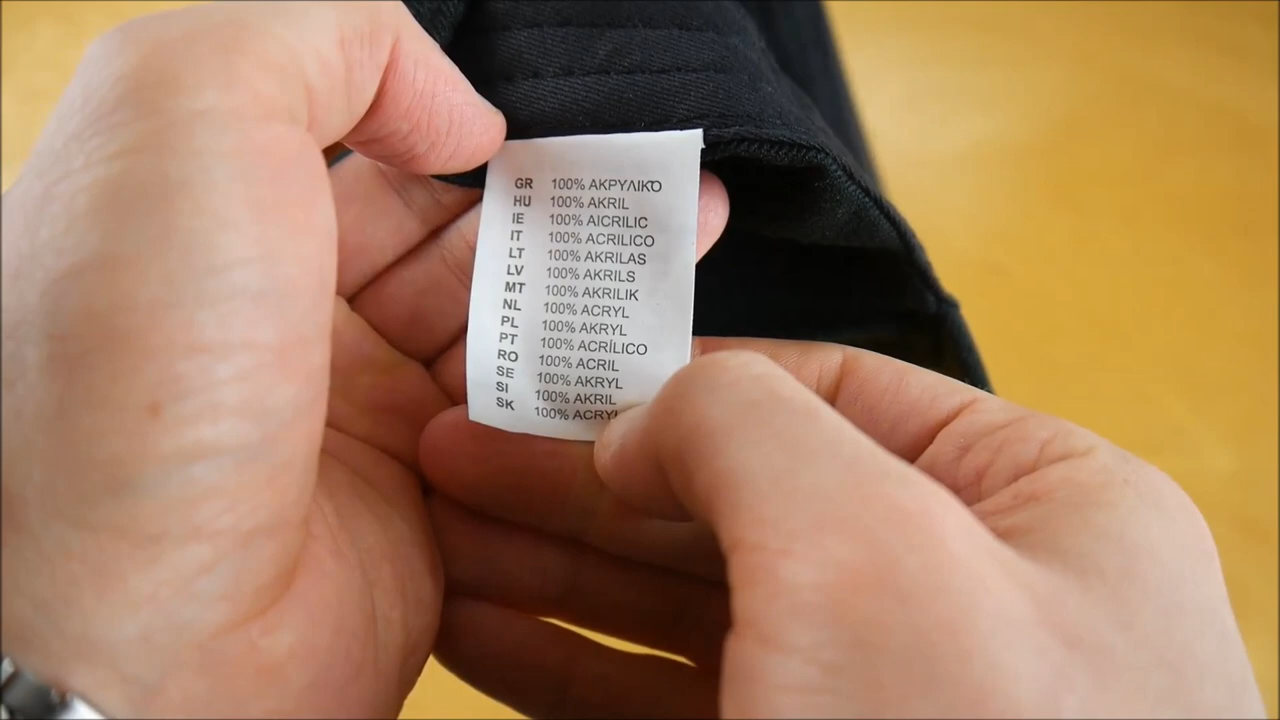 GR 100% ΑΚΡΥΛΙΚΌ
HU 100% AKRIL
IE 100% AICRILIC
IT 100% ACRILICO
LT 100% AKRILAS
LV 100% AKRILS
MT 100% AKRILIK
NL 100% ACRYL
PL 100% AKRYL
PT 100% ACRÍLICO
RO 100% ACRIL
SE 100% AKRYL
SI 100% AKRIL
SK 100%